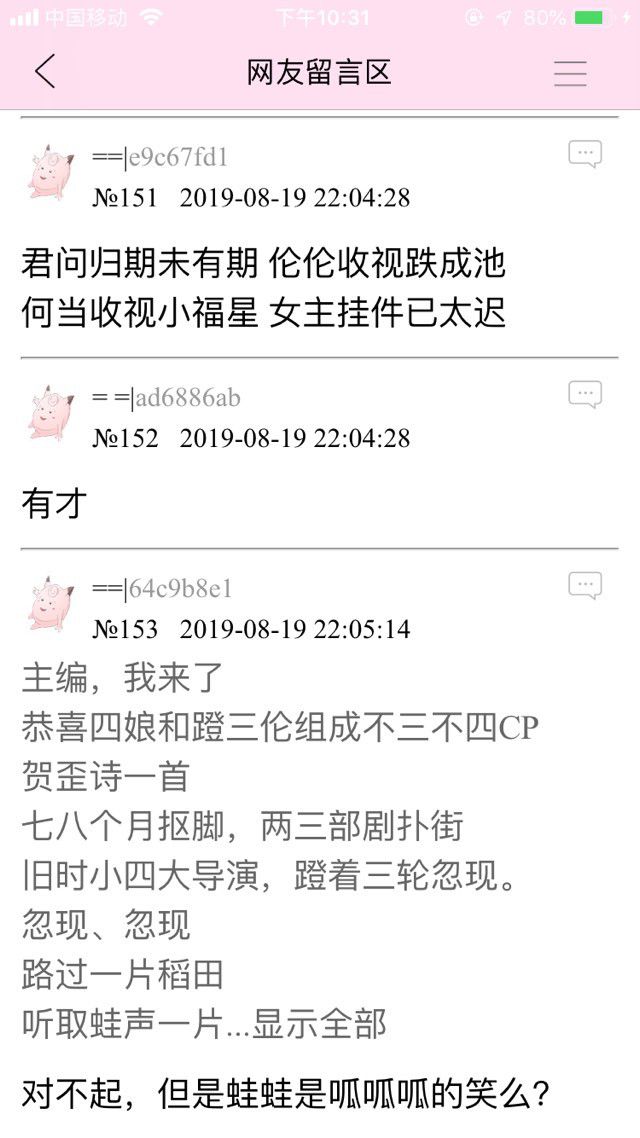 中国移动 下午10:31 80%
网友留言区
==|e9c67fd1
№151 2019-08-19 22:04:28
君问归期未有期 伦伦收视跌成池
何当收视小福星 女主挂件已太迟
= =|ad6886ab
№152 2019-08-19 22:04:28
有才
==|64c9b8e1
№153 2019-08-19 22:05:14
主编，我来了
恭喜四娘和蹬三伦组成不三不四CP
贺歪诗一首
七八个月抠脚，两三部剧扑街
旧时小四大导演，蹬着三轮忽现。
忽现、忽现
路过一片稻田
听取蛙声一片...显示全部
对不起，但是蛙蛙是呱呱呱的笑么？